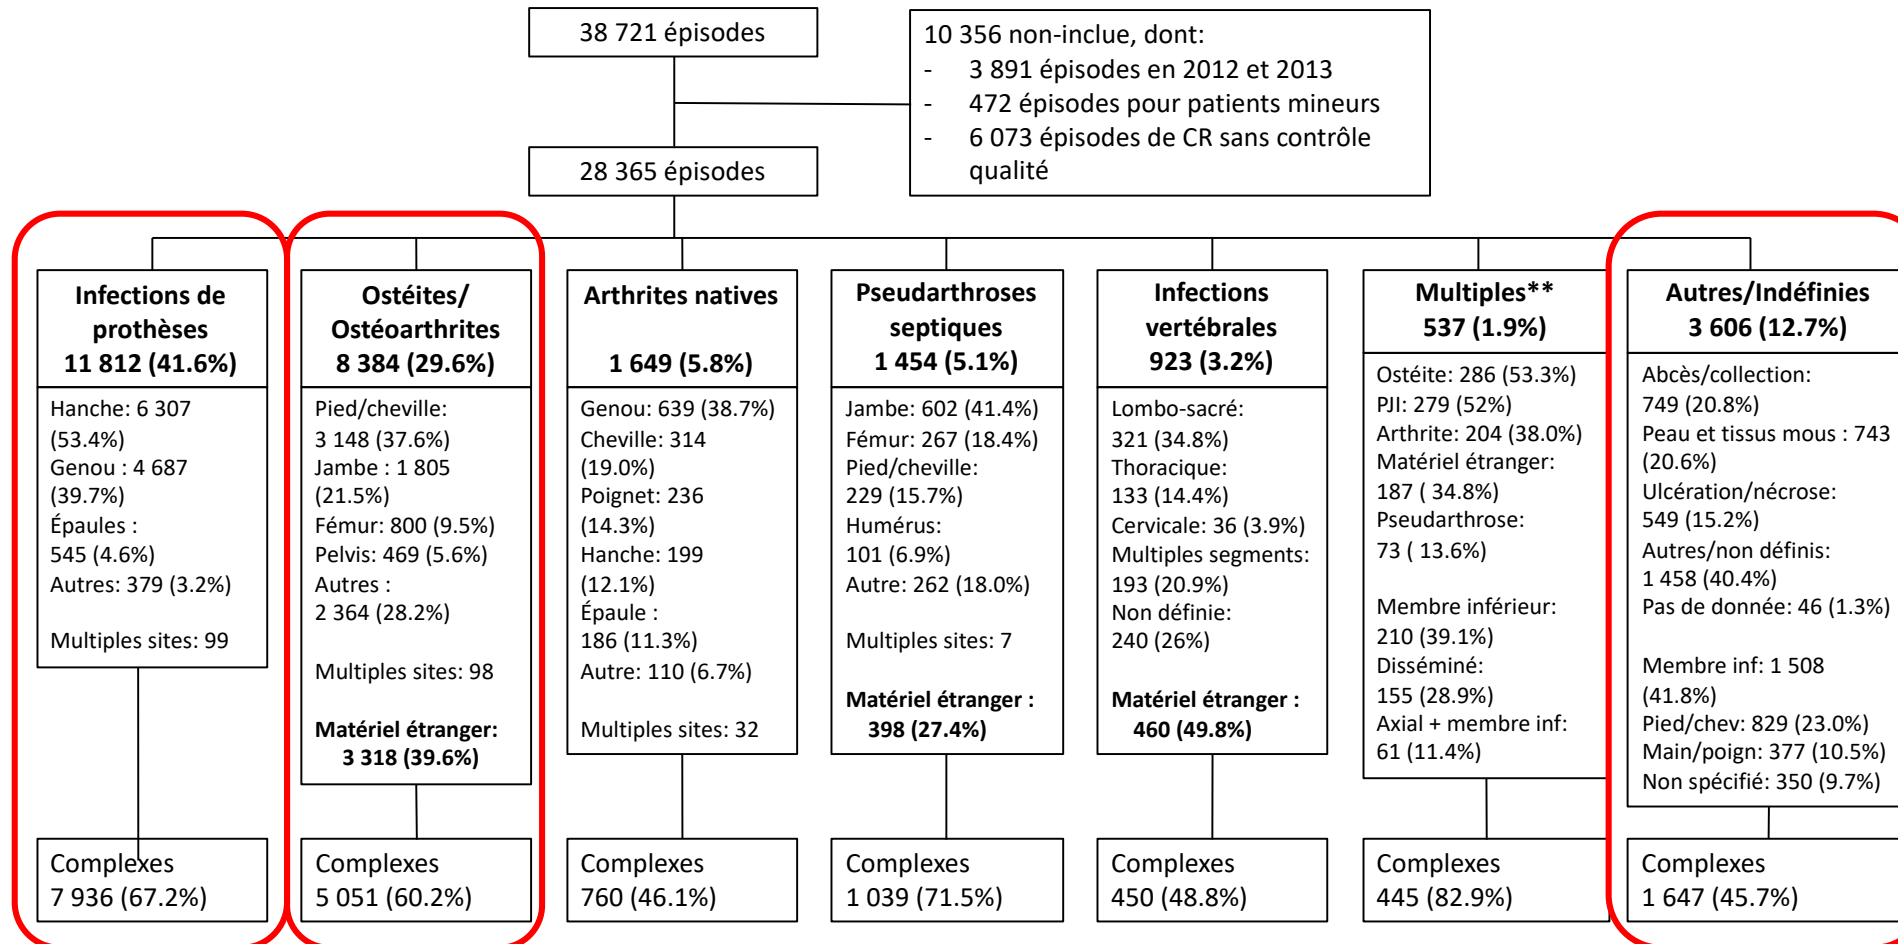 38 721 épisodes
10 356 non-inclue, dont:
- 3 891 épisodes en 2012 et 2013
- 472 épisodes pour patients mineurs
- 6 073 épisodes de CR sans contrôle
qualité
28 365 épisodes
Infections de
prothèses
11 812 (41.6%)
Hanche: 6 307
(53.4%)
Genou : 4 687
(39.7%)
Épaules :
545 (4.6%)
Autres: 379 (3.2%)
Multiples sites: 99
Complexes
7 936 (67.2%)
Ostéites/
Ostéoarthrites
8 384 (29.6%)
Pied/cheville:
3 148 (37.6%)
Jambe : 1 805
(21.5%)
Fémur: 800 (9.5%)
Pelvis: 469 (5.6%)
Autres :
2 364 (28.2%)
Multiples sites: 98
Matériel étranger:
3 318 (39.6%)
Complexes
5 051 (60.2%)
Arthrites natives
1 649 (5.8%)
Genou: 639 (38.7%)
Cheville: 314
(19.0%)
Poignet: 236
(14.3%)
Hanche: 199
(12.1%)
Épaule :
186 (11.3%)
Autre: 110 (6.7%)
Multiples sites: 32
Complexes
760 (46.1%)
Pseudarthroses
septiques
1 454 (5.1%)
Jambe: 602 (41.4%)
Fémur: 267 (18.4%)
Pied/cheville:
229 (15.7%)
Humérus:
101 (6.9%)
Autre: 262 (18.0%)
Multiples sites: 7
Matériel étranger :
398 (27.4%)
Complexes
1 039 (71.5%)
Infections
vertébrales
923 (3.2%)
Lombo-sacré:
321 (34.8%)
Thoracique:
133 (14.4%)
Cervicale: 36 (3.9%)
Multiples segments:
193 (20.9%)
Non définie:
240 (26%)
Matériel étranger :
460 (49.8%)
Complexes
450 (48.8%)
Multiples**
537 (1.9%)
Ostéite: 286 (53.3%)
PJI: 279 (52%)
Arthrite: 204 (38.0%)
Matériel étranger:
187 ( 34.8%)
Pseudarthrose:
73 ( 13.6%)
Membre inférieur:
210 (39.1%)
Disséminé:
155 (28.9%)
Axial + membre inf:
61 (11.4%)
Complexes
445 (82.9%)
Autres/Indéfinies
3 606 (12.7%)
Abcès/collection:
749 (20.8%)
Peau et tissus mous : 743
(20.6%)
Ulcération/nécrose:
549 (15.2%)
Autres/non définis:
1 458 (40.4%)
Pas de donnée: 46 (1.3%)
Membre inf: 1 508
(41.8%)
Pied/chev: 829 (23.0%)
Main/poign: 377 (10.5%)
Non spécifié: 350 (9.7%)
Complexes
1 647 (45.7%)